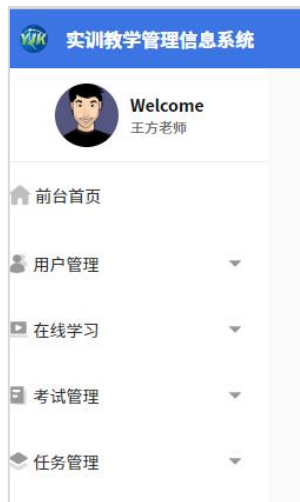 YVK 实训教学管理信息系统
Welcome
王方老师
前台首页
用户管理
在线学习
考试管理
任务管理